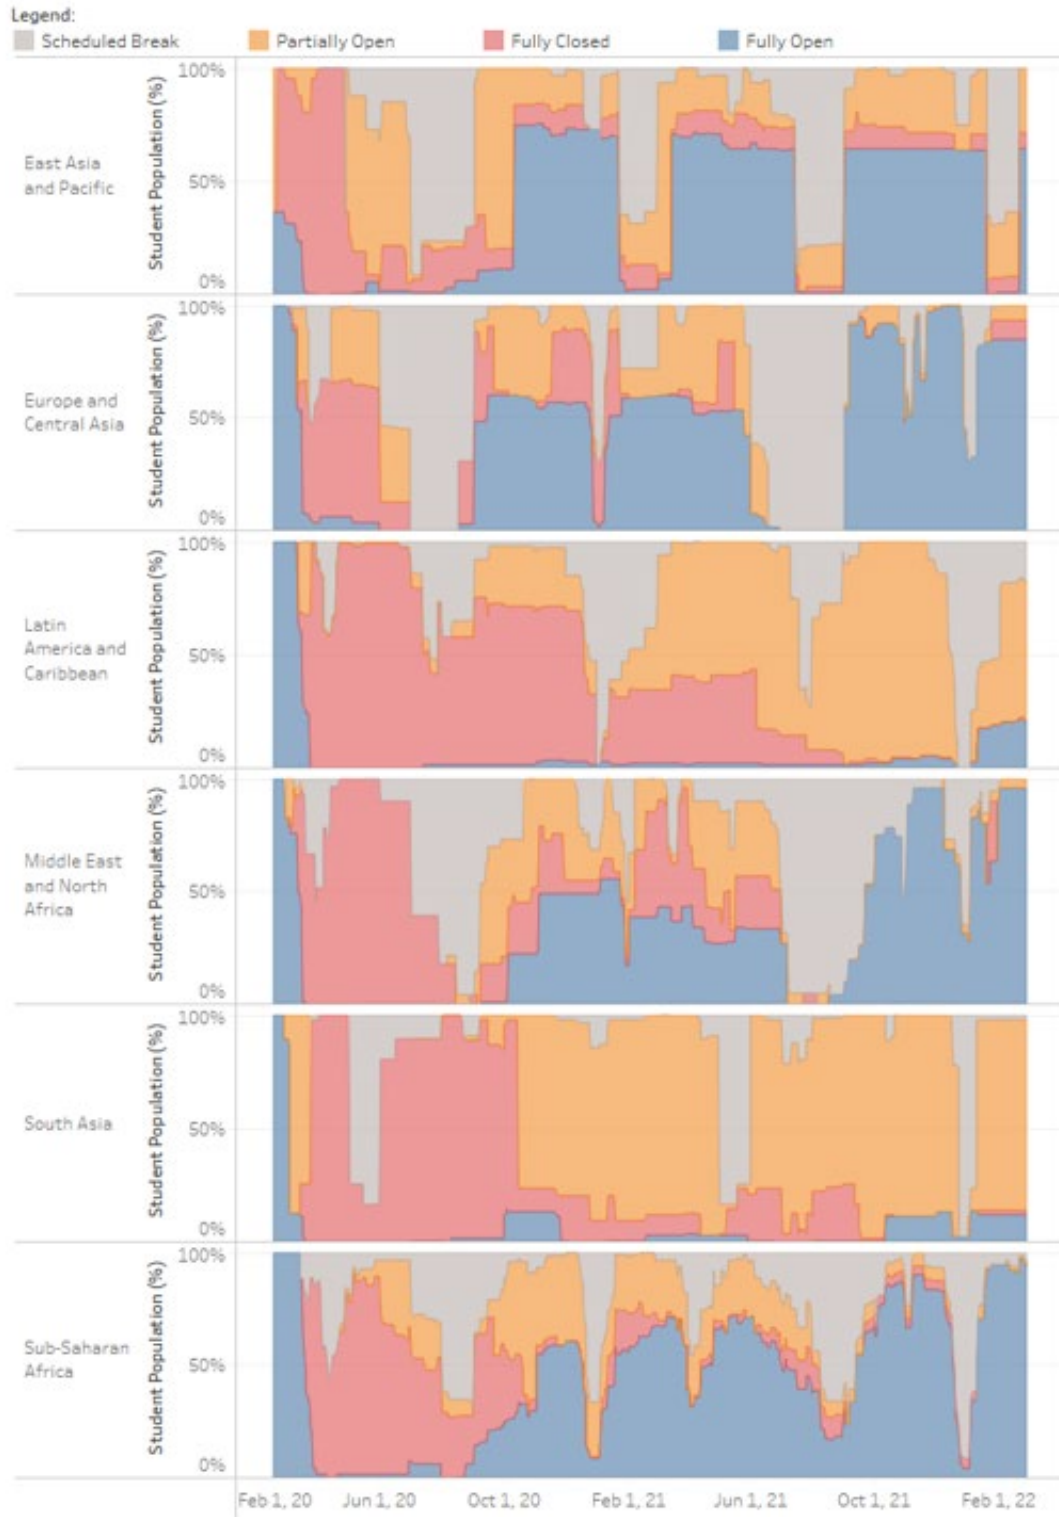 Legend:
Scheduled Break Partially Open Fully Closed Fully Open
East Asia
and Pacific
Student Population (%)
100%
50%
0%
Europe and
Central Asia
Student Population (%)
100%
50%
0%
Latin
America and
Caribbean
Student Population (%)
100%
50%
0%
Middle East
and North
Africa
Student Population (%)
100%
50%
0%
South Asia
Student Population (%)
100%
50%
0%
Sub-Saharan
Africa
Student Population (%)
100%
50%
0%
Feb 1, 20 Jun 1, 20 Oct 1, 20 Feb 1, 21 Jun 1, 21 Oct 1, 21 Feb 1, 22